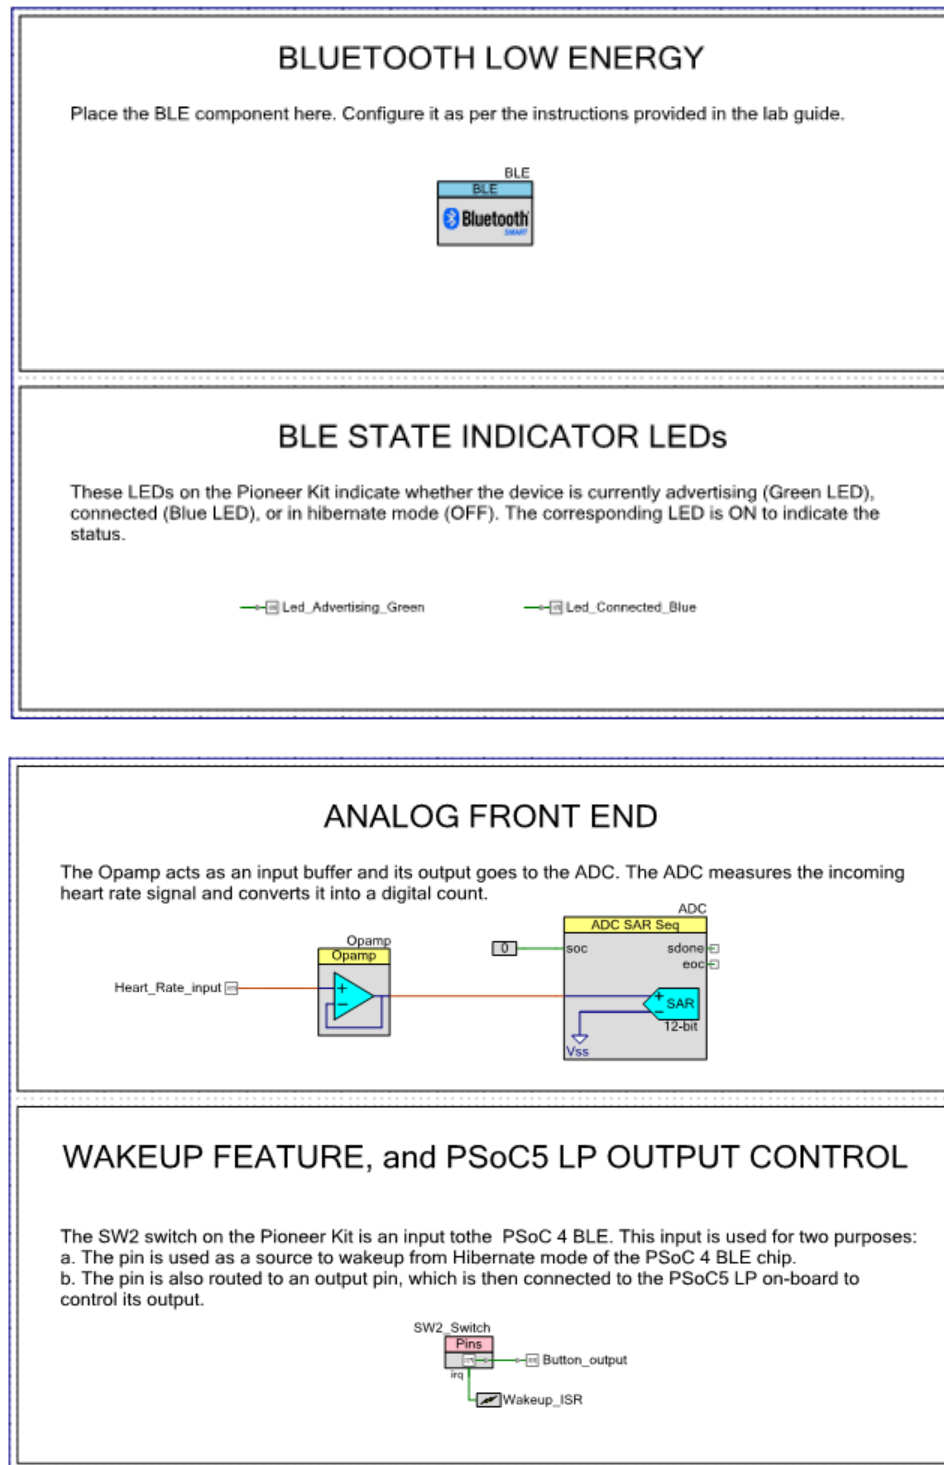 BLUETOOTH LOW ENERGY
Place the BLE component here. Configure it as per the instructions provided in the lab guide.
BLE
BLE
Bluetooth
SMART
BLE STATE INDICATOR LEDs
These LEDs on the Pioneer Kit indicate whether the device is currently advertising (Green LED),
connected (Blue LED), or in hibernate mode (OFF). The corresponding LED is ON to indicate the
status.
Led_Advertising_Green
Led_Connected_Blue
ANALOG FRONT END
The Opamp acts as an input buffer and its output goes to the ADC. The ADC measures the incoming
heart rate signal and converts it into a digital count.
ADC
ADC SAR Seq
Opamp
Opamp
0
soc
sdone
eoc
Heart_Rate_input
SAR
12-bit
Vss
WAKEUP FEATURE, and PSoC5 LP OUTPUT CONTROL
The SW2 switch on the Pioneer Kit is an input tothe PSoC 4 BLE. This input is used for two purposes:
a. The pin is used as a source to wakeup from Hibernate mode of the PSoC 4 BLE chip.
b. The pin is also routed to an output pin, which is then connected to the PSoC5 LP on-board to
control its output.
SW2_Switch
Pins
Button_output
irq
Wakeup_ISR